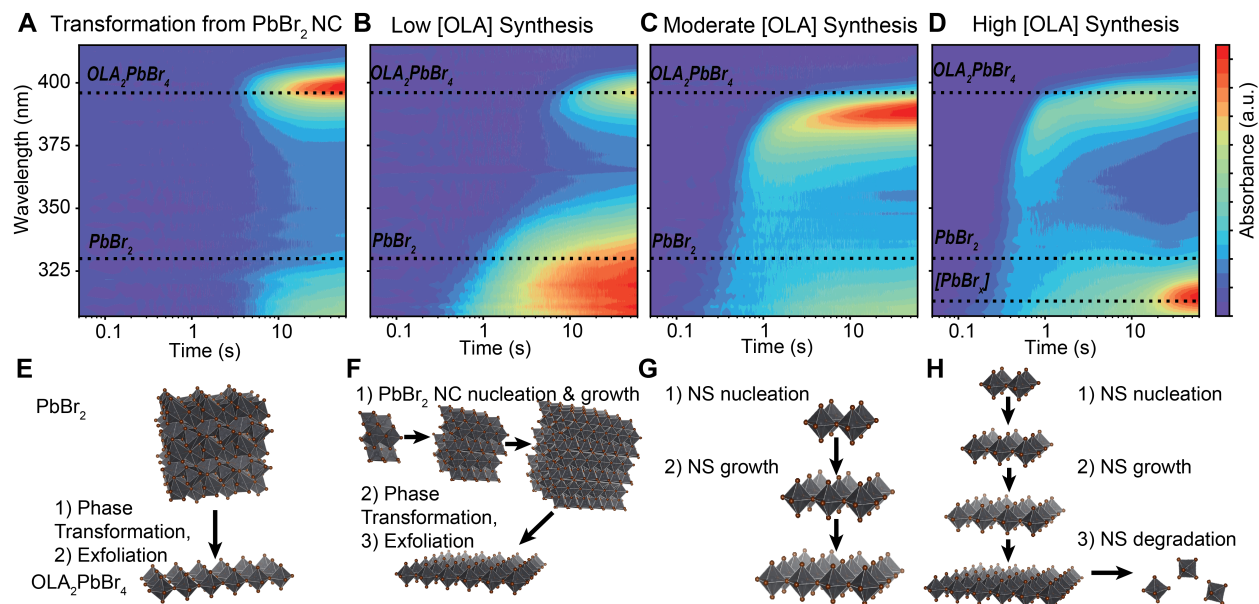 A Transformation from PbBr2 NC
B Low [OLA] Synthesis
C Moderate [OLA] Synthesis
D High [OLA] Synthesis
Wavelength (nm)
400
375
350
325
OLA2PbBr4
PbBr2
0.1 1 10
Time (s)
OLA2PbBr4
PbBr2
0.1 1 10
Time (s)
OLA2PbBr4
PbBr2
0.1 1 10
Time (s)
OLA2PbBr4
PbBr2
[PbBrx]
0.1 1 10
Time (s)
Absorbance (a.u.)
E
PbBr2
1) Phase
Transformation,
2) Exfoliation
OLA2PbBr4
F
1) PbBr2 NC nucleation & growth
2) Phase
Transformation,
3) Exfoliation
G
1) NS nucleation
2) NS growth
H
1) NS nucleation
2) NS growth
3) NS degradation